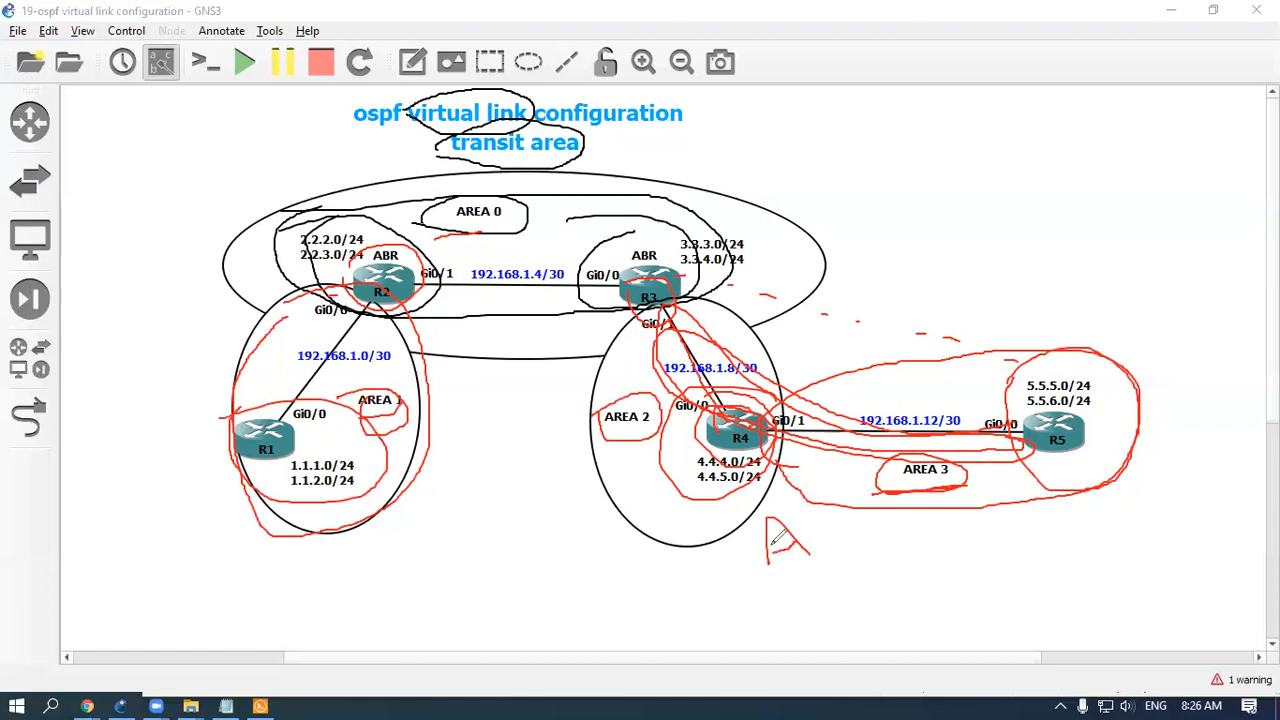 19-ospf virtual link configuration - GNS3
File Edit View Control Node Annotate Tools Help
ospf virtual link configuration
transit area
AREA 0
2.2.2.0/24
2.2.3.0/24
ABR
R2
Gi0/1
192.168.1.4/30
Gi0/0
ABR
R3
3.3.3.0/24
3.3.4.0/24
Gi0/0
Gi0/1
192.168.1.0/30
192.168.1.8/30
AREA 1
Gi0/0
R1
1.1.1.0/24
1.1.2.0/24
AREA 2
Gi0/0
R4
Gi0/1
4.4.4.0/24
4.4.5.0/24
192.168.1.12/30
AREA 3
Gi0/0
R5
5.5.5.0/24
5.5.6.0/24
A
1 warning
ENG
8:26 AM